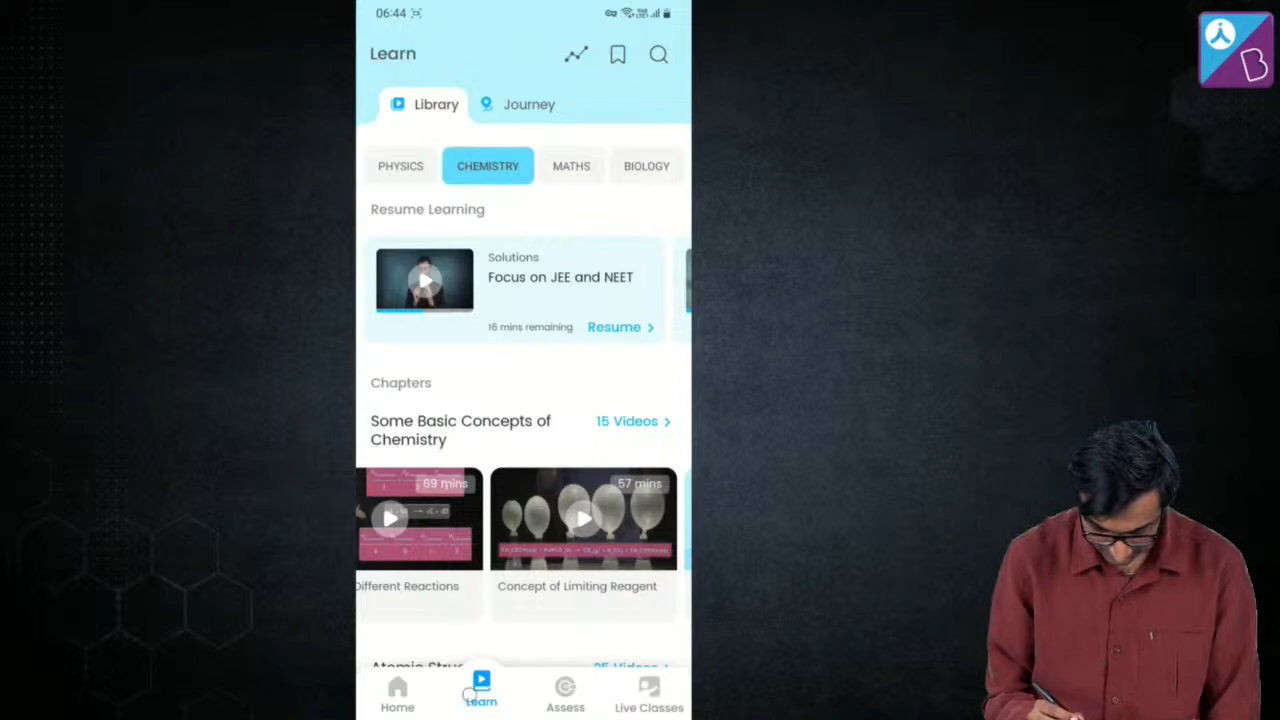 06:44
Learn
Library
Journey
PHYSICS
CHEMISTRY
MATHS
BIOLOGY
Resume Learning
Solutions
Focus on JEE and NEET
16 mins remaining
Resume >
Chapters
Some Basic Concepts of
Chemistry
15 Videos >
69 mins
57 mins
Different Reactions
Concept of Limiting Reagent
25 Videos >
Home
Learn
Assess
Live Classes
B